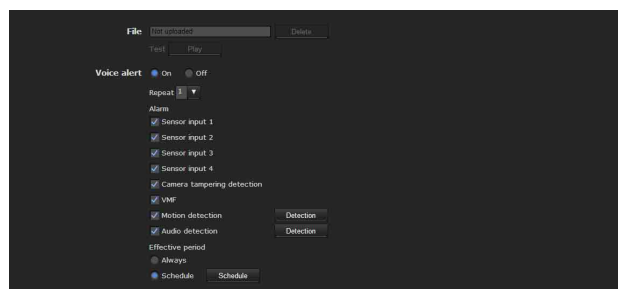 File Not uploaded Delete
Test Play
Voice alert On Off
Repeat 1
Alarm
Sensor input 1
Sensor input 2
Sensor input 3
Sensor input 4
Camera tampering detection
VMF
Motion detection Detection
Audio detection Detection
Effective period
Always
Schedule Schedule